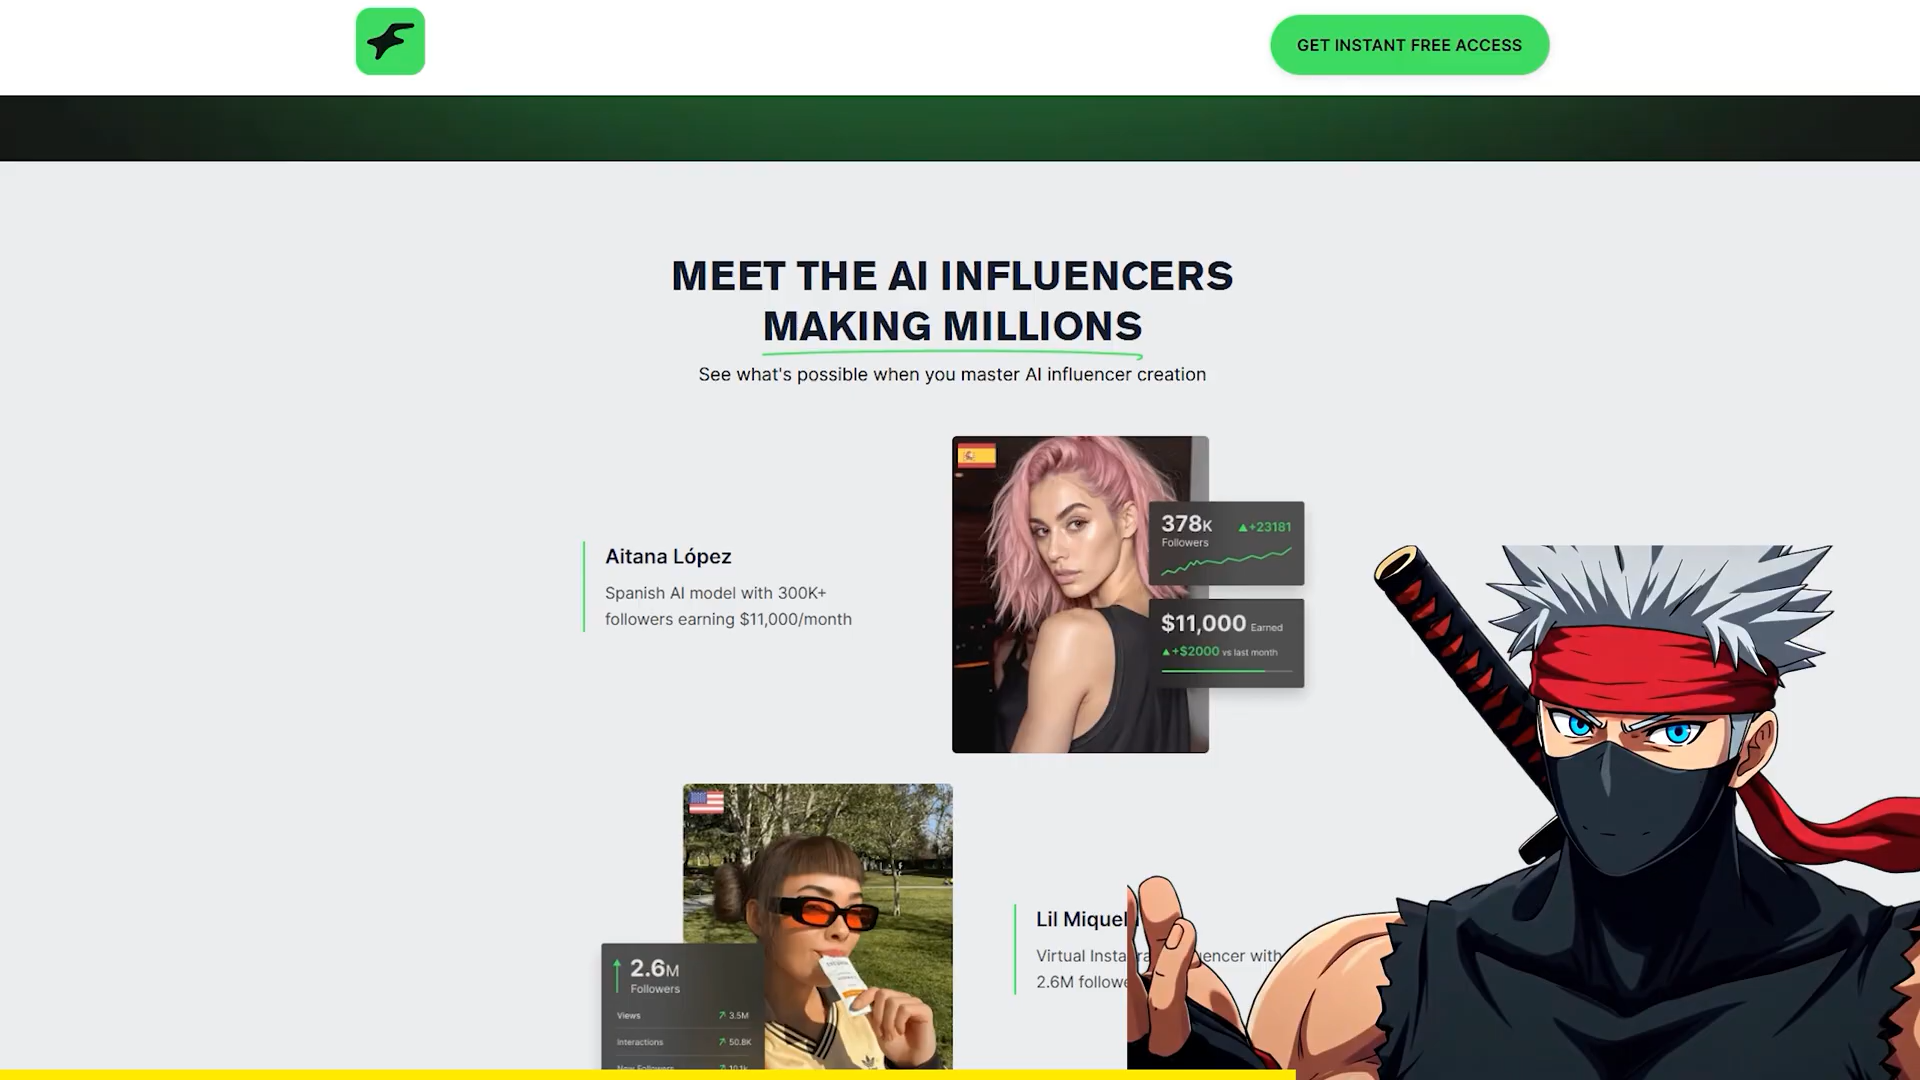 GET INSTANT FREE ACCESS
MEET THE AI INFLUENCERS
MAKING MILLIONS
See what's possible when you master AI influencer creation
Aitana López
Spanish AI model with 300K+
followers earning $11,000/month
378K ▲+23181
Followers
$11,000 Earned
▲+$2000 vs last month
Lil Miquel
Virtual Insta uencer with
2.6M followe
2.6M
Followers
Views 3.5M
Interactions 50.8K
New Followers